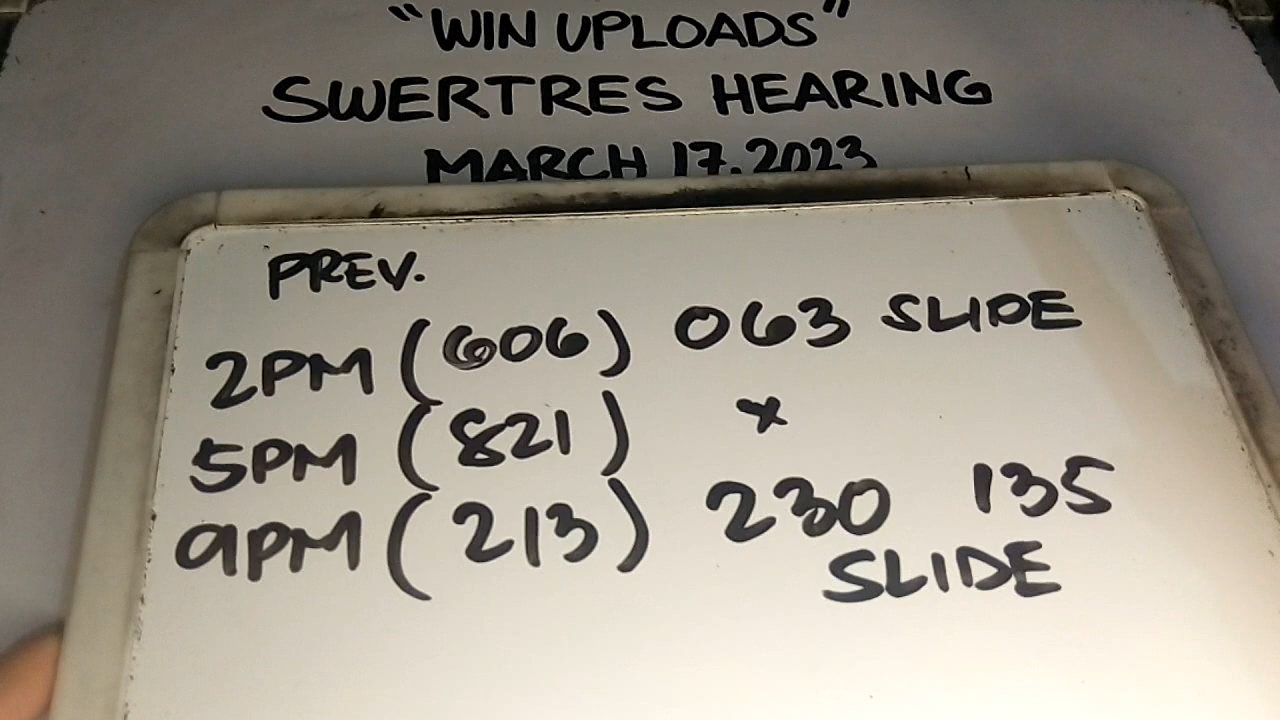 "WIN UPLOADS"
SWERTRES HEARING
MARCH 17.2023
PREV.
2PM (606) 063 SLIDE
5PM (821) x
9PM (213) 230 135
SLIDE